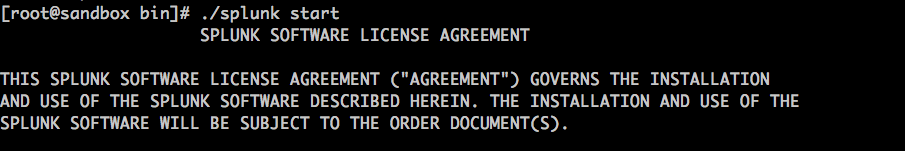 [root@sandbox bin]# ./splunk start
SPLUNK SOFTWARE LICENSE AGREEMENT
THIS SPLUNK SOFTWARE LICENSE AGREEMENT ("AGREEMENT") GOVERNS THE INSTALLATION
AND USE OF THE SPLUNK SOFTWARE DESCRIBED HEREIN. THE INSTALLATION AND USE OF THE
SPLUNK SOFTWARE WILL BE SUBJECT TO THE ORDER DOCUMENT(S).